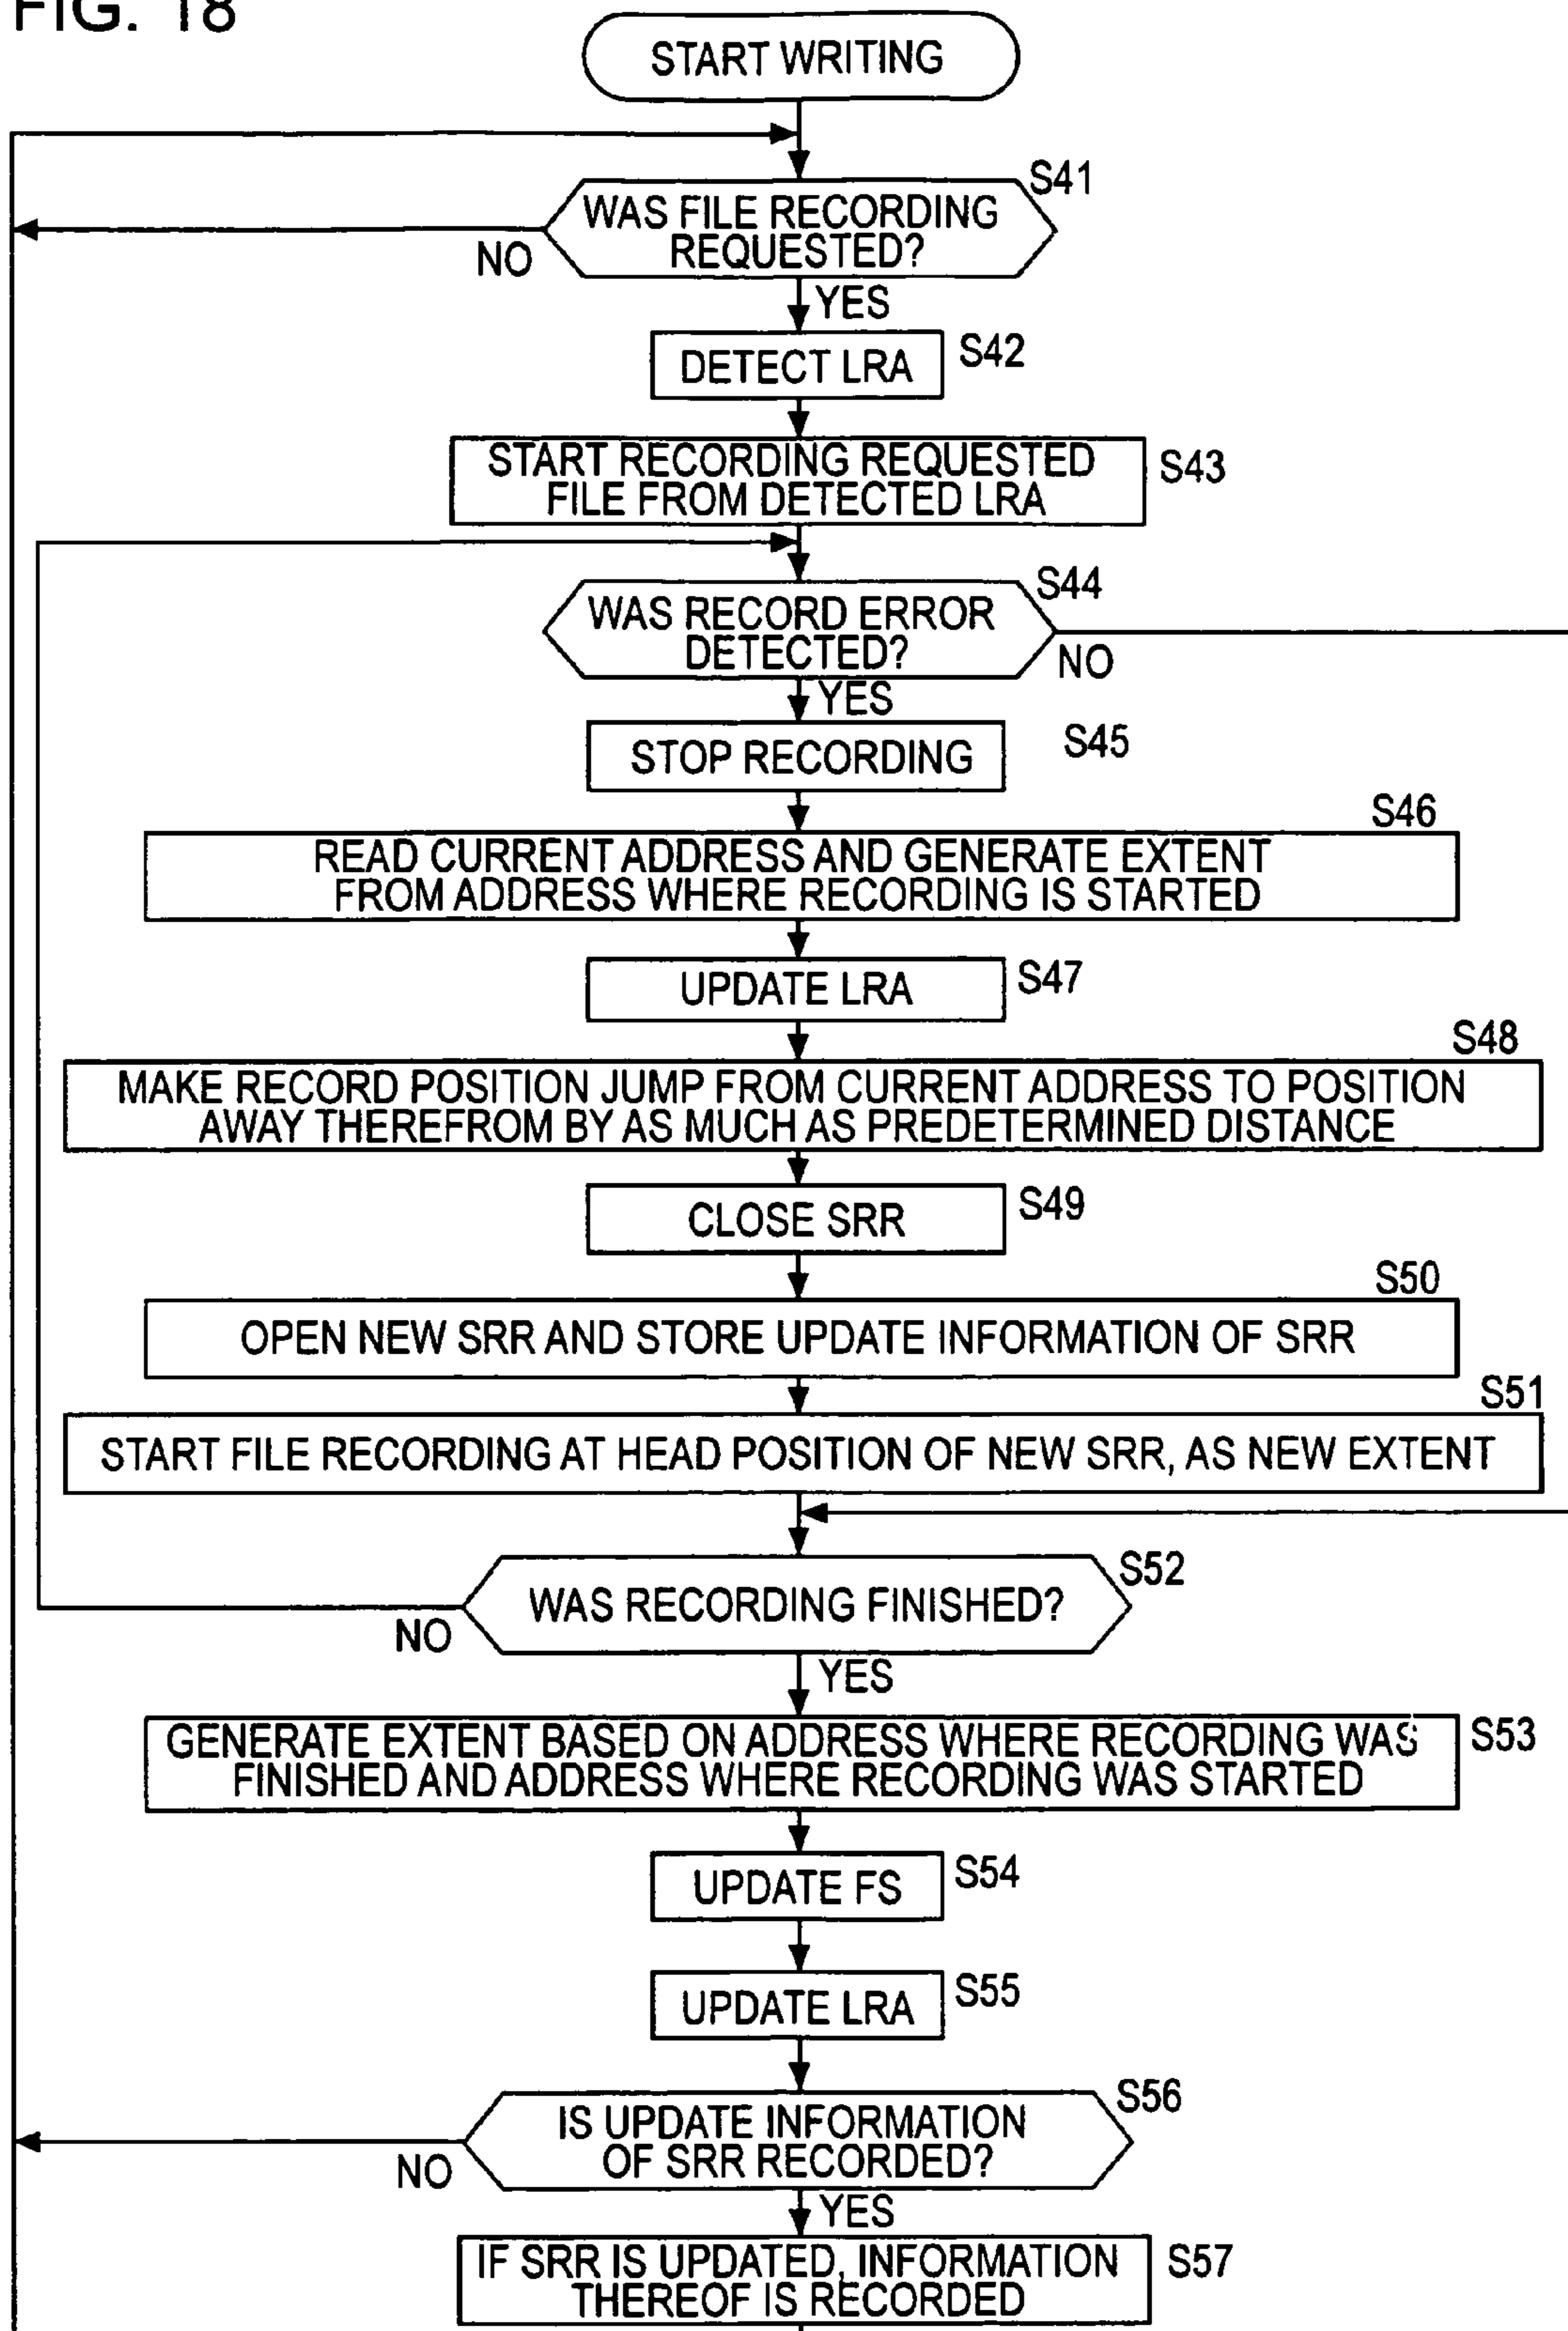 FIG. 18
START WRITING
S41
WAS FILE RECORDING
REQUESTED?
NO
YES
DETECT LRA
S42
START RECORDING REQUESTED
FILE FROM DETECTED LRA
S43
S44
WAS RECORD ERROR
DETECTED?
NO
YES
STOP RECORDING
S45
S46
READ CURRENT ADDRESS AND GENERATE EXTENT
FROM ADDRESS WHERE RECORDING IS STARTED
UPDATE LRA
S47
S48
MAKE RECORD POSITION JUMP FROM CURRENT ADDRESS TO POSITION
AWAY THEREFROM BY AS MUCH AS PREDETERMINED DISTANCE
CLOSE SRR
S49
S50
OPEN NEW SRR AND STORE UPDATE INFORMATION OF SRR
S51
START FILE RECORDING AT HEAD POSITION OF NEW SRR, AS NEW EXTENT
S52
WAS RECORDING FINISHED?
NO
YES
GENERATE EXTENT BASED ON ADDRESS WHERE RECORDING WAS
FINISHED AND ADDRESS WHERE RECORDING WAS STARTED
S53
UPDATE FS
S54
UPDATE LRA
S55
S56
IS UPDATE INFORMATION
OF SRR RECORDED?
NO
YES
IF SRR IS UPDATED, INFORMATION
THEREOF IS RECORDED
S57